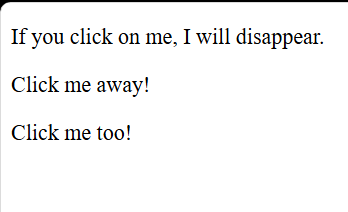 If you click on me, I will disappear.
Click me away!
Click me too!